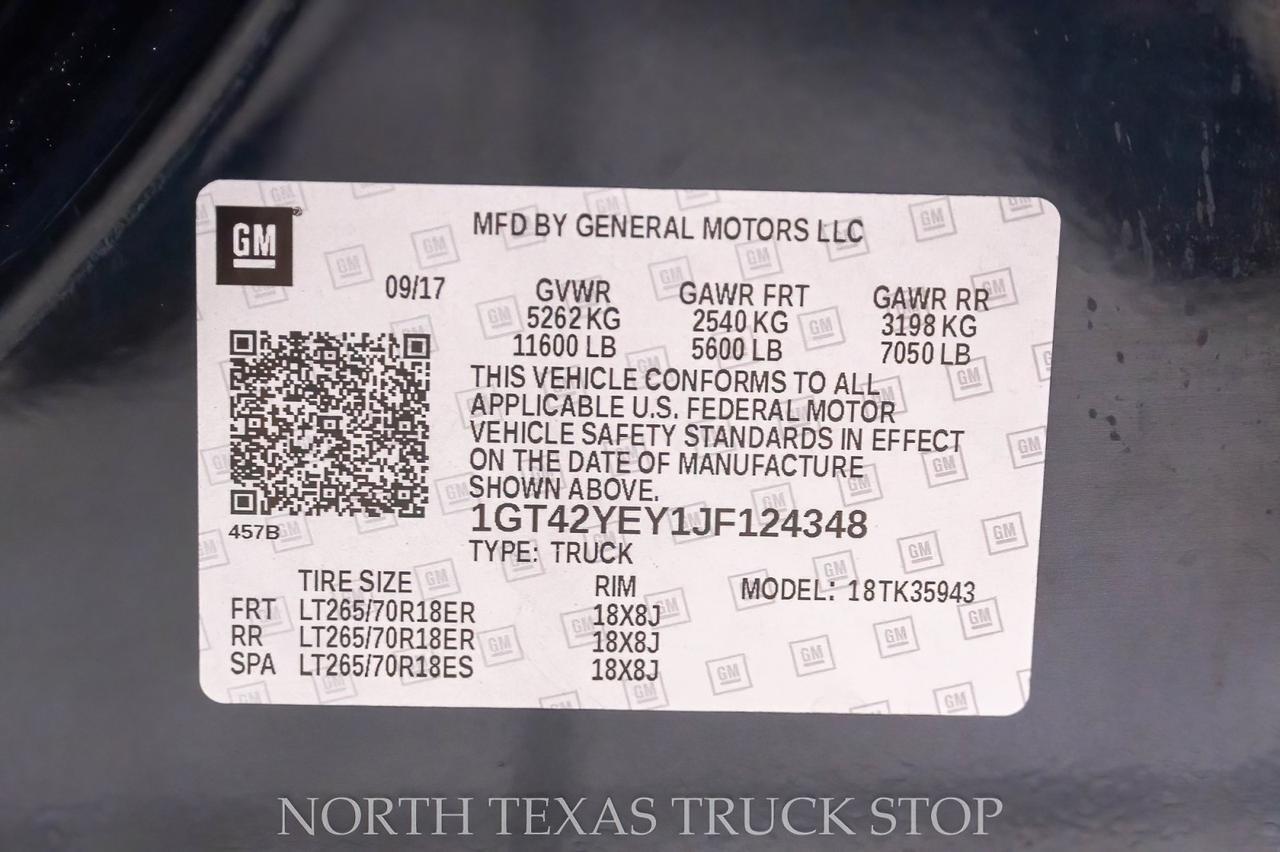 GM
MFD BY GENERAL MOTORS LLC
09/17 GVWR GAWR FRT GAWR RR
5262 KG 2540 KG 3198 KG
11600 LB 5600 LB 7050 LB
THIS VEHICLE CONFORMS TO ALL
APPLICABLE U.S. FEDERAL MOTOR
VEHICLE SAFETY STANDARDS IN EFFECT
ON THE DATE OF MANUFACTURE
SHOWN ABOVE.
1GT42YEY1JF124348
457B
TYPE: TRUCK
TIRE SIZE RIM MODEL: 18TK35943
FRT LT265/70R18ER 18X8J
RR LT265/70R18ER 18X8J
SPA LT265/70R18ES 18X8J
NORTH TEXAS TRUCK STOP